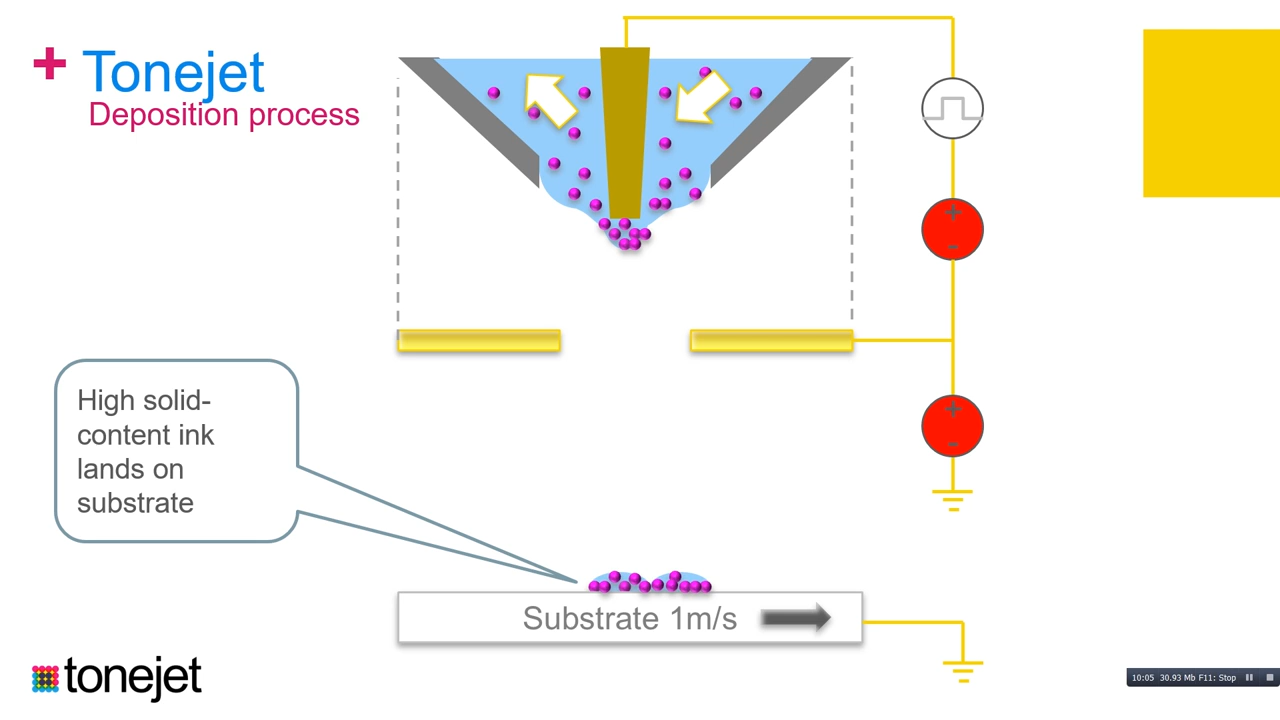 Tonejet
Deposition process
+
-
+
-
High solid-
content ink
lands on
substrate
Substrate 1m/s
tonejet
10:05 30.93 Mb F11: Stop